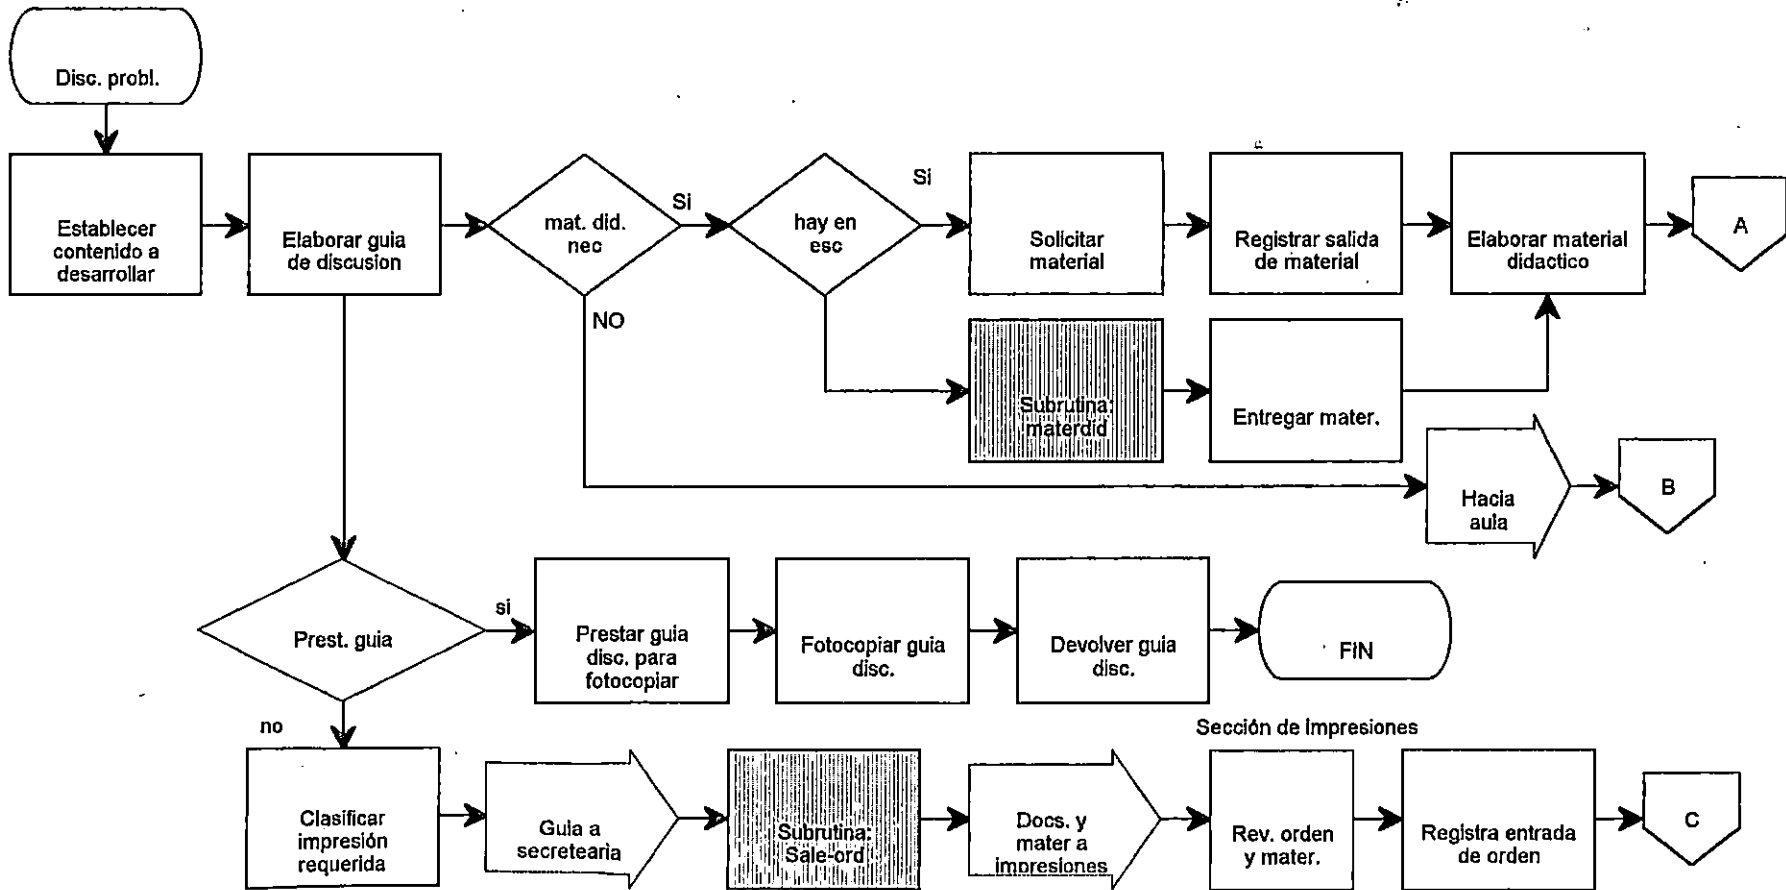 Disc. probl.
Establecer
contenido a
desarrollar
Elaborar guia
de discusion
mat. did.
nec
Si
NO
hay en
esc
Si
Solicitar
material
Registrar salida
de material
Elaborar material
didactico
A
Subrutina:
materdid
Entregar mater.
Hacia
aula
B
Prest. guia
si
no
Prestar guia
disc. para
fotocopiar
Fotocopiar guia
disc.
Devolver guia
disc.
FIN
Sección de Impresiones
Clasificar
impresión
requerida
Guia a
secretearia
Subrutina:
Sale-ord
Docs. y
mater a
impresiones
Rev. orden
y mater.
Registra entrada
de orden
C